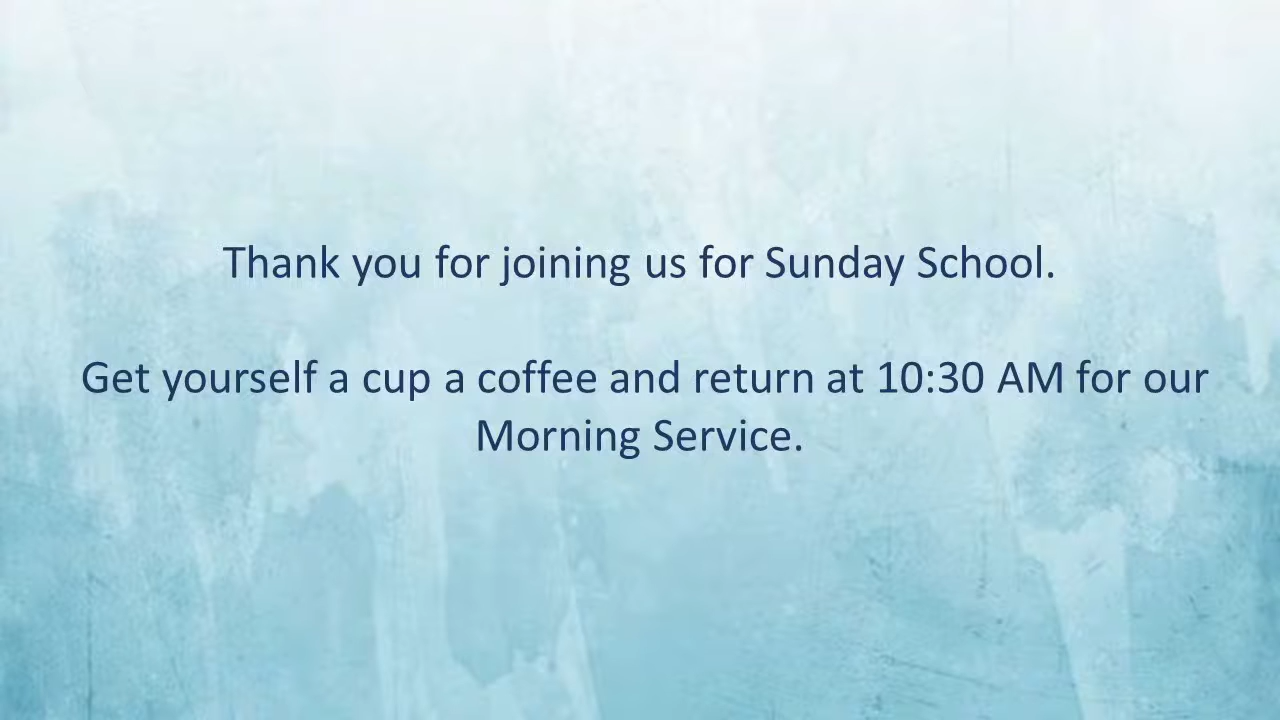 Thank you for joining us for Sunday School.
Get yourself a cup a coffee and return at 10:30 AM for our
Morning Service.